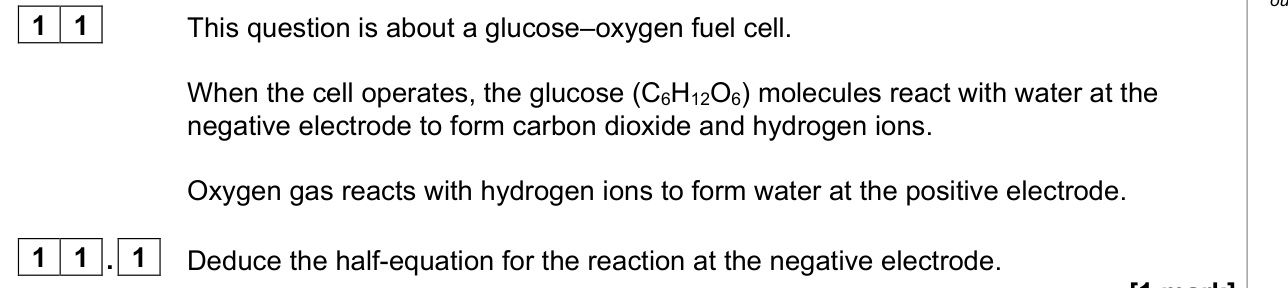 1 1 This question is about a glucose–oxygen fuel cell.
When the cell operates, the glucose (C₆H₁₂O₆) molecules react with water at the
negative electrode to form carbon dioxide and hydrogen ions.
Oxygen gas reacts with hydrogen ions to form water at the positive electrode.
1 1 . 1 Deduce the half-equation for the reaction at the negative electrode.
[1 mark]